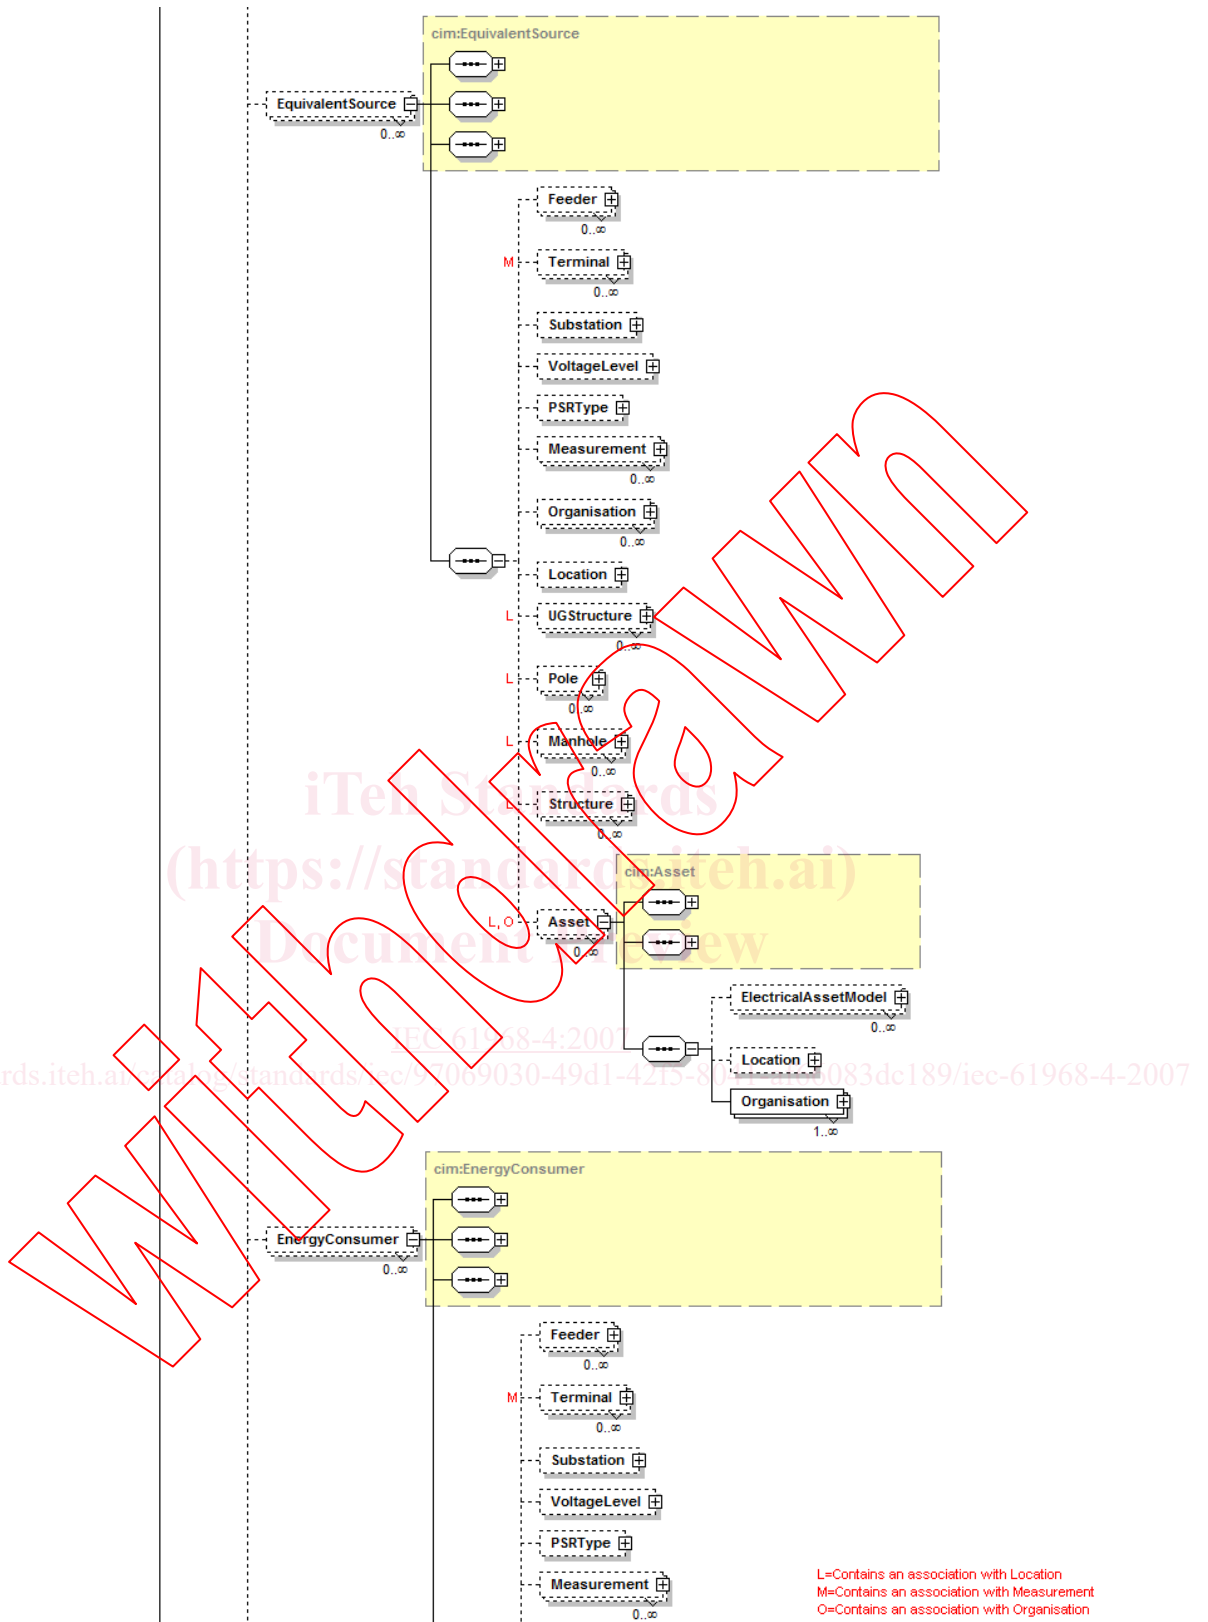 cim:EquivalentSource
EquivalentSource
0..∞
Feeder
0..∞
M
Terminal
0..∞
Substation
VoltageLevel
PSRType
Measurement
0..∞
Organisation
0..∞
Location
L
UGStructure
0..∞
L
Pole
0..∞
L
Manhole
0..∞
L
Structure
0..∞
iTeh Standards
(https://standards.iteh.ai)
Document Preview
cim:Asset
L,O
Asset
0..∞
ElectricalAssetModel
0..∞
Location
Organisation
1..∞
IEC 61968-4:2007
withdrawn
cim:EnergyConsumer
EnergyConsumer
0..∞
Feeder
0..∞
M
Terminal
0..∞
Substation
VoltageLevel
PSRType
Measurement
0..∞
L=Contains an association with Location
M=Contains an association with Measurement
O=Contains an association with Organisation